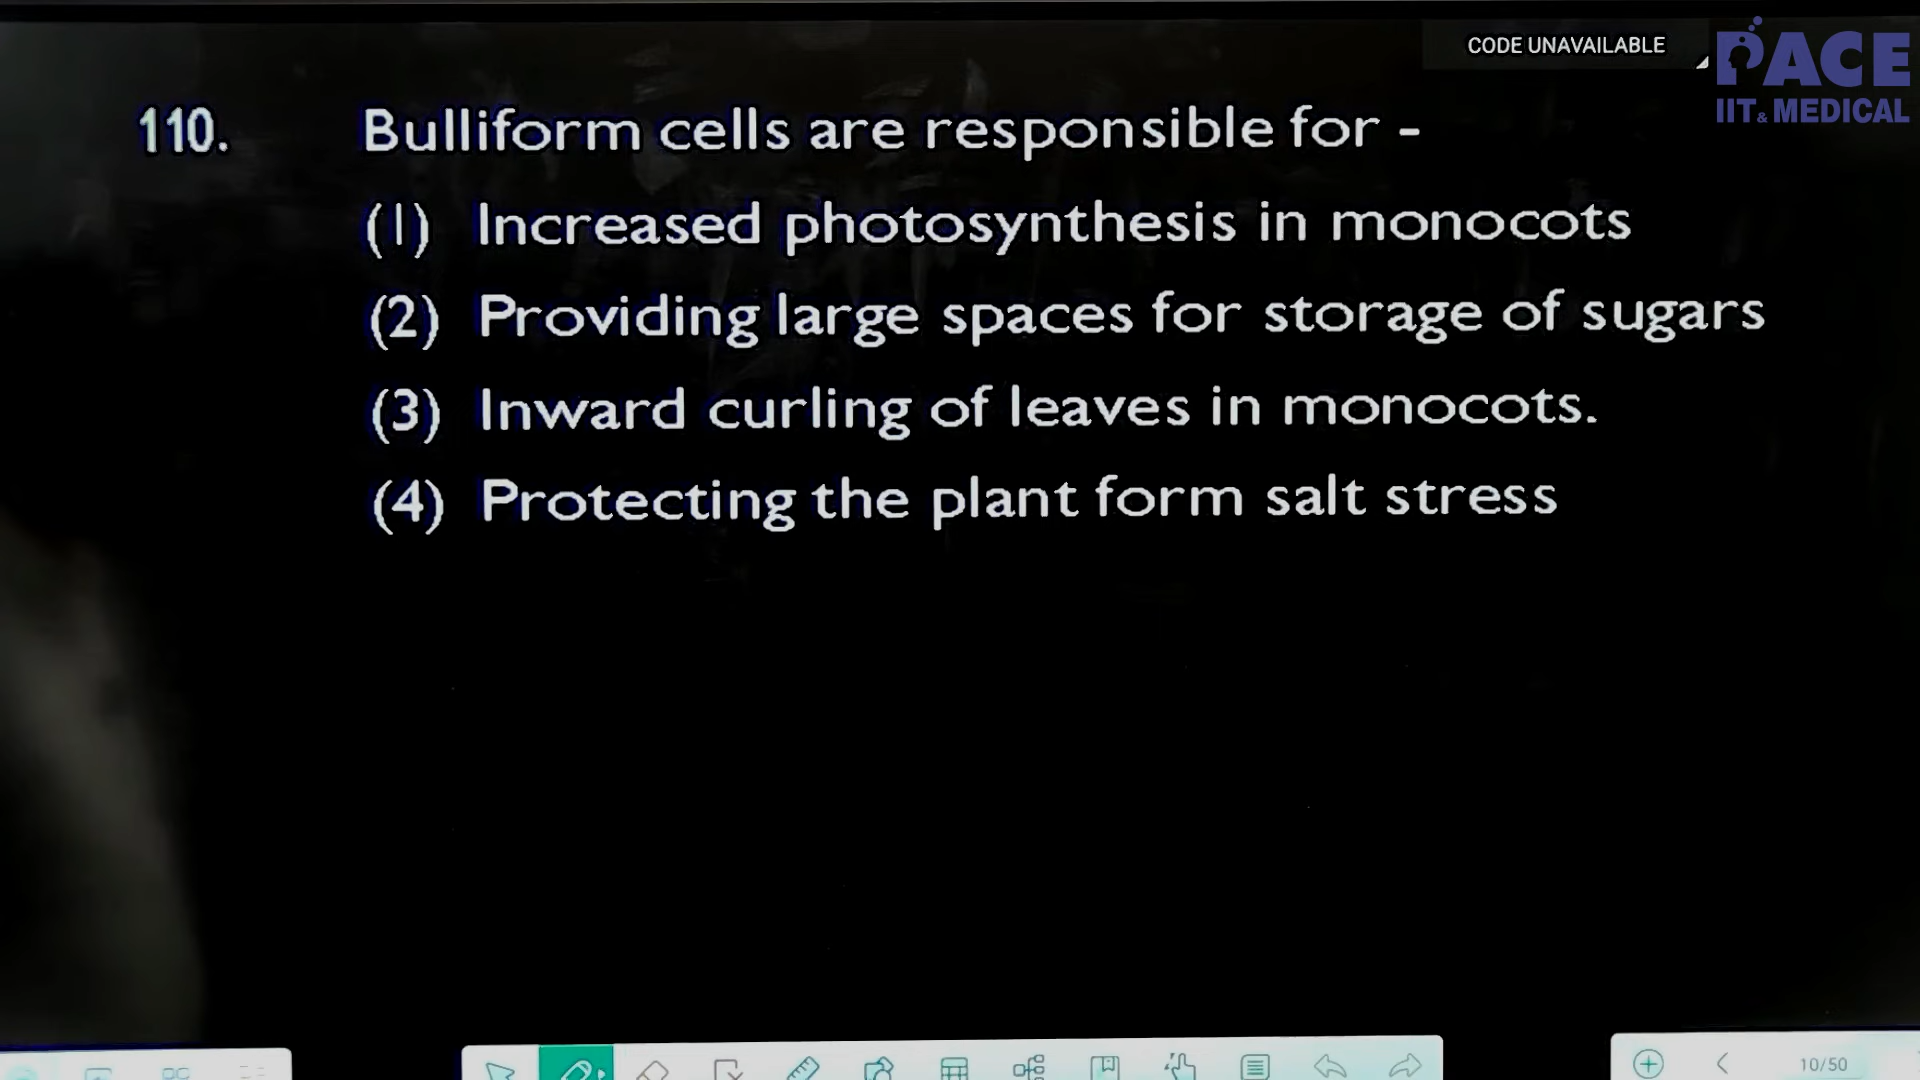 CODE UNAVAILABLE
PACE
IIT & MEDICAL
110. Bulliform cells are responsible for -
(1) Increased photosynthesis in monocots
(2) Providing large spaces for storage of sugars
(3) Inward curling of leaves in monocots.
(4) Protecting the plant form salt stress
10/50